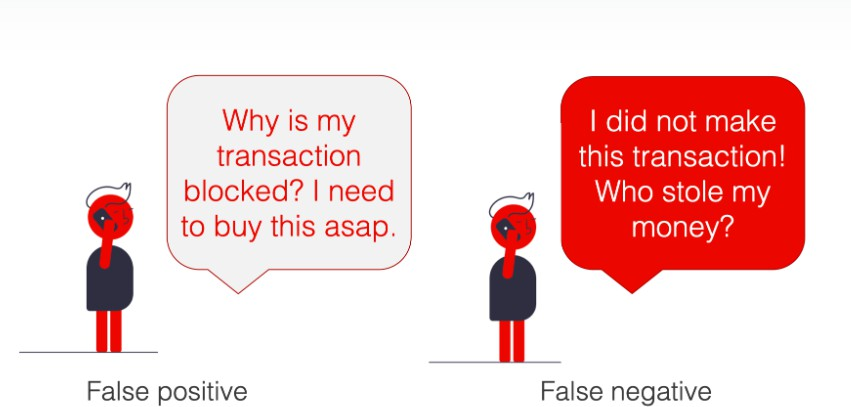 Why is my
transaction
blocked? I need
to buy this asap.
False positive
I did not make
this transaction!
Who stole my
money?
False negative